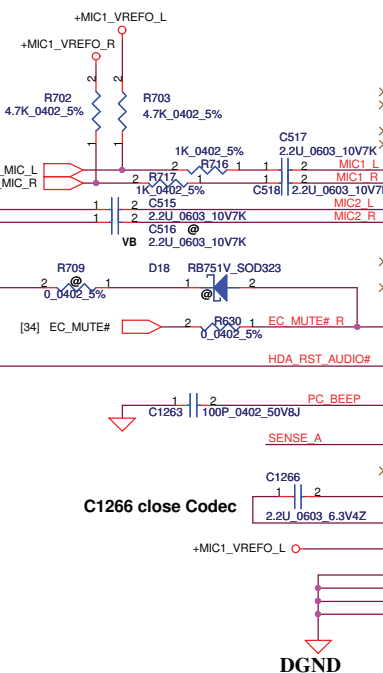 +MIC1_VREFO_L
+MIC1_VREFO_R
2 2
R702 R703
4.7K_0402_5% 4.7K_0402_5%
1 1
C517
1K_0402_5% 2.2U_0603_10V7K
_MIC_L 2 R716 1 1 2 MIC1_L
_MIC_R 2 R717 1 1 2 MIC1_R
1K_0402_5% C518 2.2U_0603_10V7K
1 2 C515 MIC2_L
1 2 2.2U_0603_10V7K MIC2_R
C516 @
VB 2.2U_0603_10V7K
R709 D18 RB751V_SOD323
2 @ 1 1 @ 2
0_0402_5%
[34] EC_MUTE# 2 R630 1 EC_MUTE#_R
0_0402_5%
HDA_RST_AUDIO#
1 2 PC_BEEP
C1263 100P_0402_50V8J
SENSE_A
C1266
1 2
C1266 close Codec 2.2U_0603_6.3V4Z
+MIC1_VREFO_L
DGND